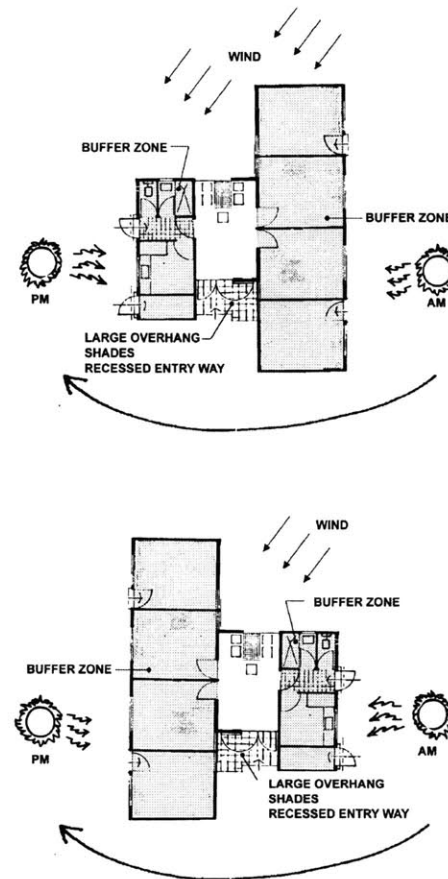 WIND
BUFFER ZONE
BUFFER ZONE
PM
AM
LARGE OVERHANG
SHADES
RECESSED ENTRY WAY
WIND
BUFFER ZONE
BUFFER ZONE
PM
AM
LARGE OVERHANG
SHADES
RECESSED ENTRY WAY